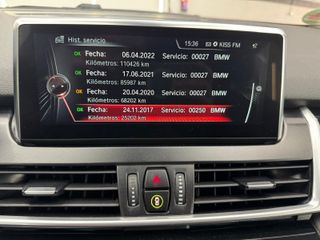 Hist. servicio
15:36 KISS FM
OK Fecha: 06.04.2022 Servicio: 00027 BMW
Kilómetros: 110426 km
OK Fecha: 17.06.2021 Servicio: 00027 BMW
Kilómetros: 85987 km
OK Fecha: 20.04.2020 Servicio: 00027 BMW
Kilómetros: 68202 km
OK Fecha: 24.11.2017 Servicio: 00250 BMW
Kilómetros: 25202 km